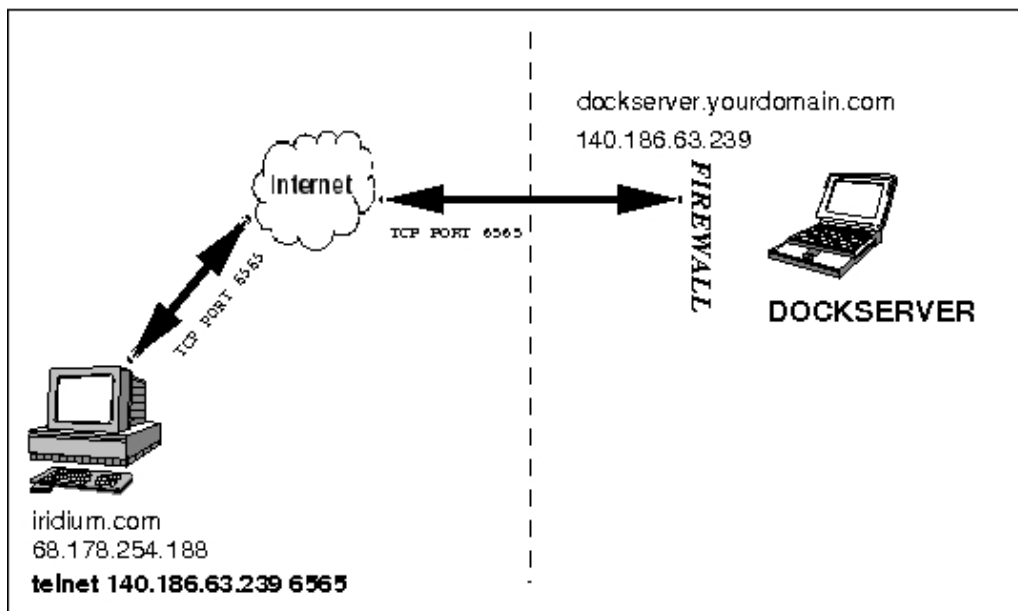 dockserver.yourdomain.com
140.186.63.239
Internet
FIREWALL
TCP PORT 6565
TCP PORT 6565
DOCKSERVER
iridium.com
68.178.254.188
telnet 140.186.63.239 6565